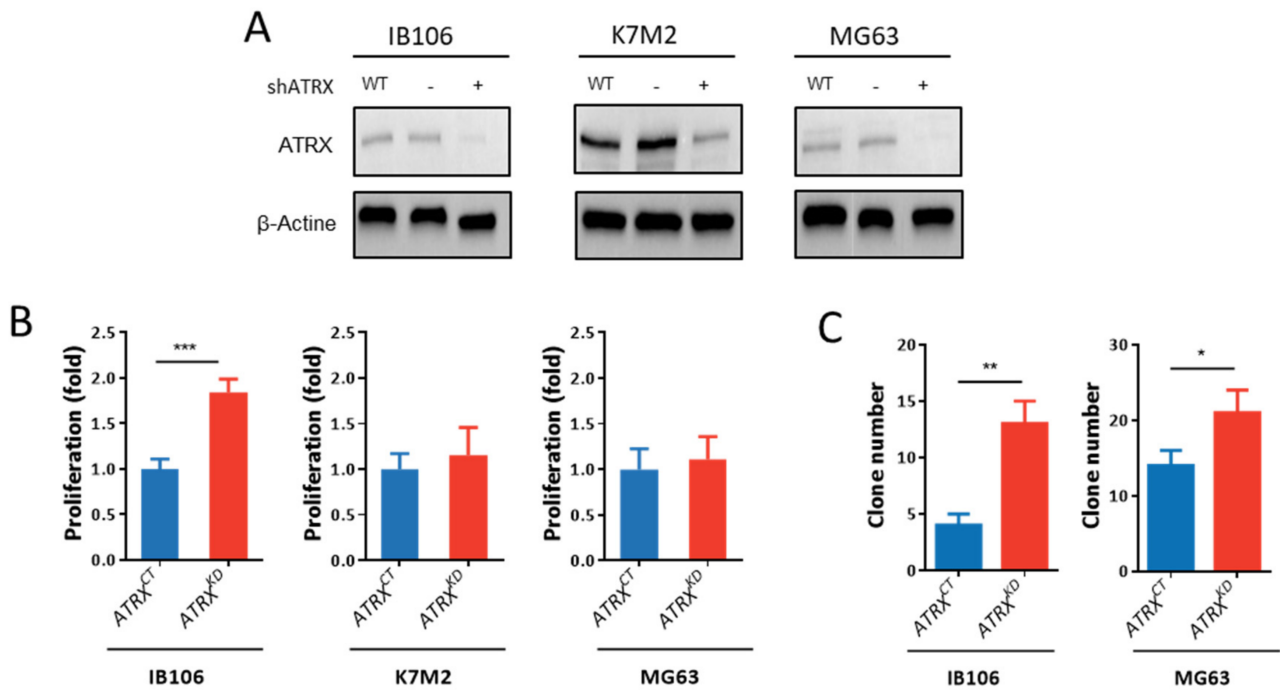 A
IB106 K7M2 MG63
shATRX WT - + WT - + WT - +
ATRX
β-Actine
B
Proliferation (fold)
2.5
2.0
1.5
1.0
0.5
0.0
***
ATRX^CT ATRX^KD
IB106
Proliferation (fold)
2.5
2.0
1.5
1.0
0.5
0.0
ATRX^CT ATRX^KD
K7M2
Proliferation (fold)
2.5
2.0
1.5
1.0
0.5
0.0
ATRX^CT ATRX^KD
MG63
C
Clone number
20
15
10
5
0
**
ATRX^CT ATRX^KD
IB106
Clone number
30
20
10
0
*
ATRX^CT ATRX^KD
MG63